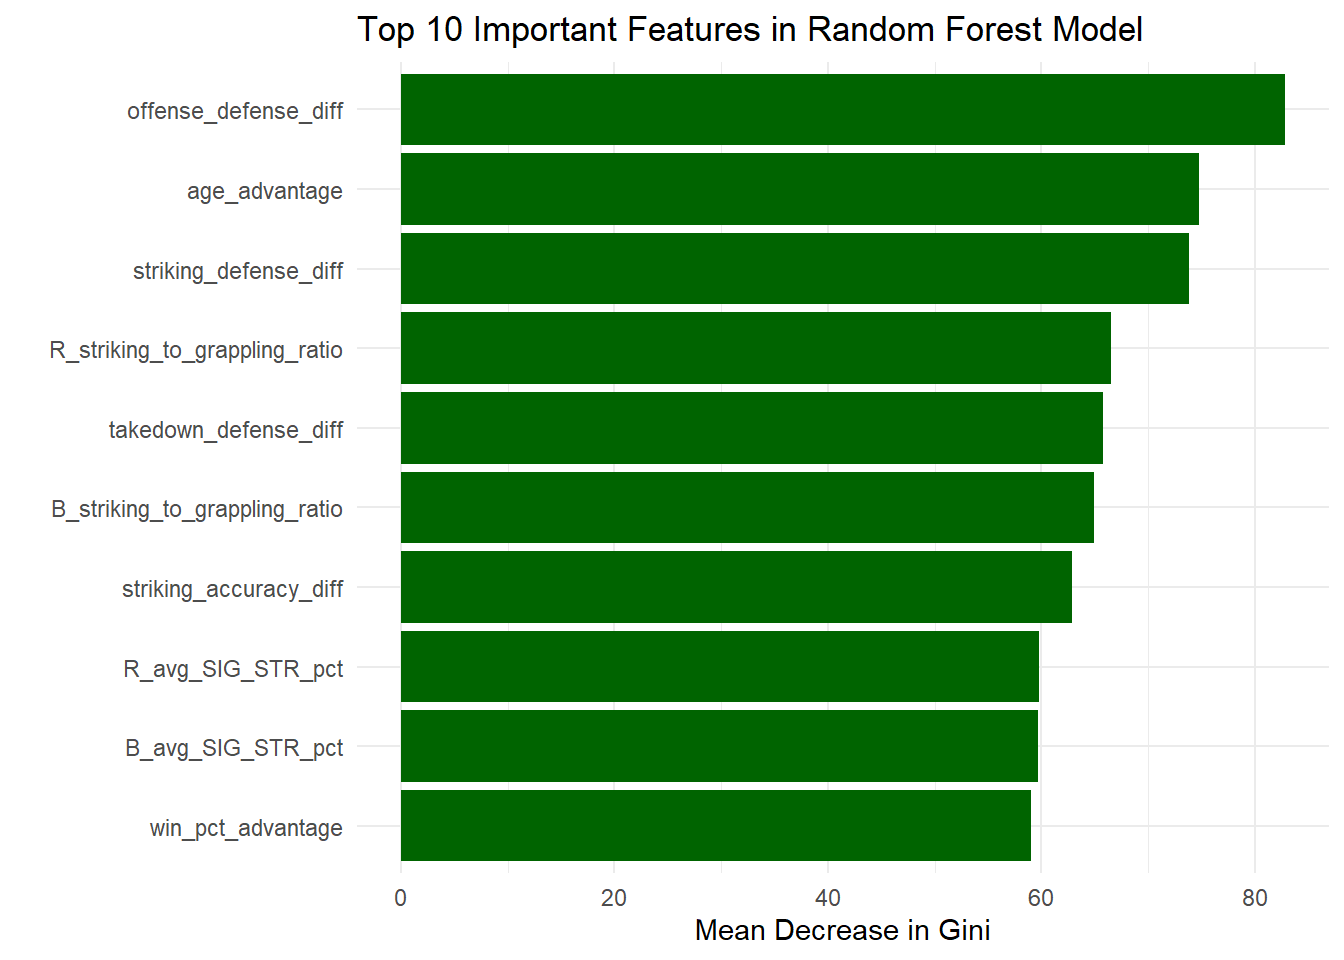 Top 10 Important Features in Random Forest Model
offense_defense_diff
age_advantage
striking_defense_diff
R_striking_to_grappling_ratio
takedown_defense_diff
B_striking_to_grappling_ratio
striking_accuracy_diff
R_avg_SIG_STR_pct
B_avg_SIG_STR_pct
win_pct_advantage
0 20 40 60 80
Mean Decrease in Gini